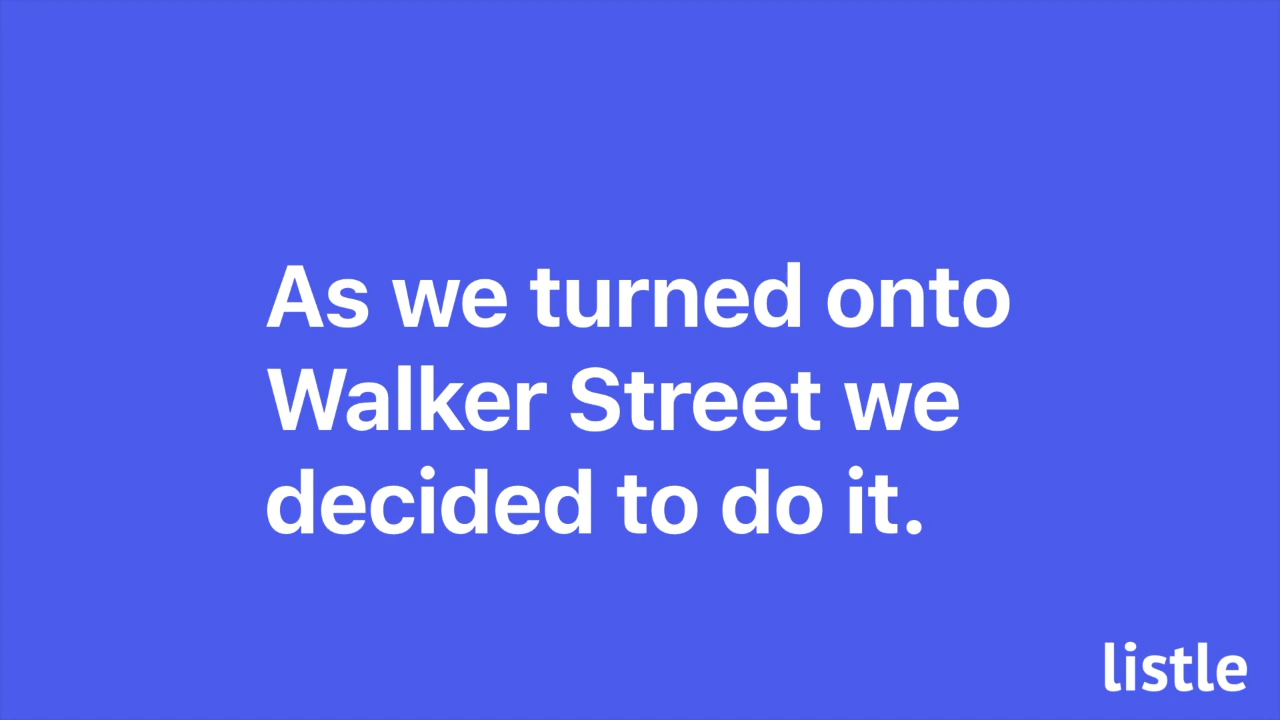 As we turned onto
Walker Street we
decided to do it.
listle